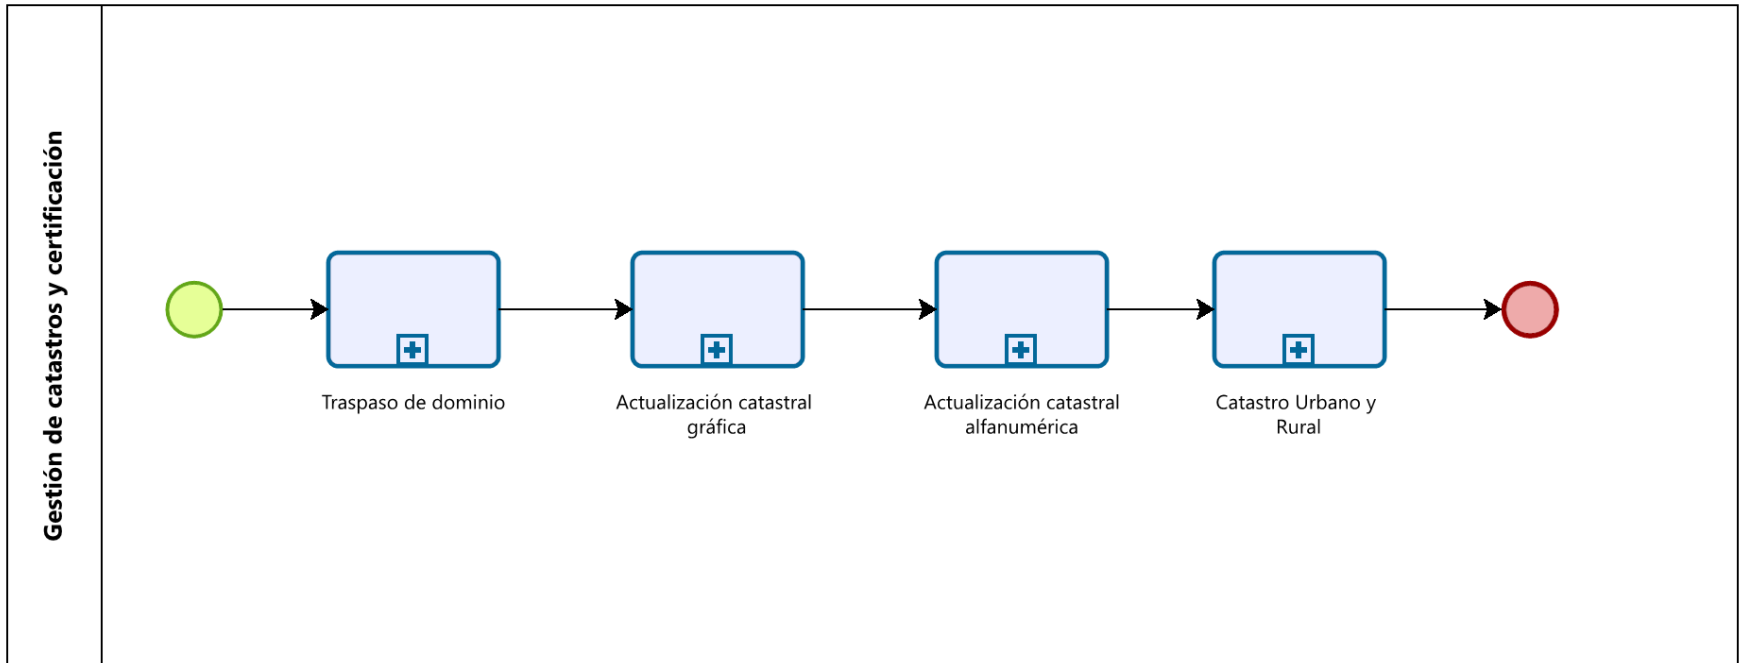 Gestión de catastros y certificación
Traspaso de dominio
Actualización catastral
gráfica
Actualización catastral
alfanumérica
Catastro Urbano y
Rural